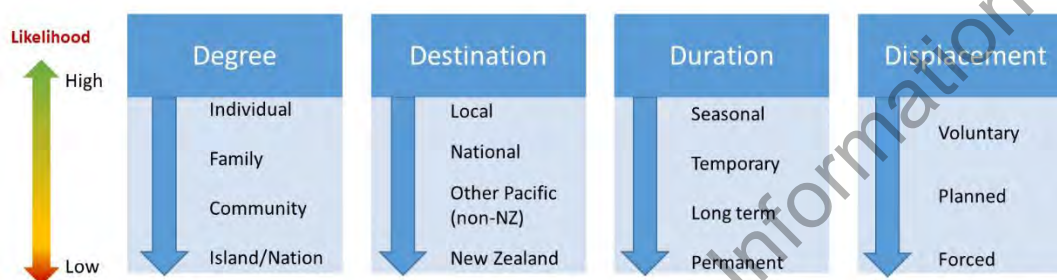 Likelihood
High
Low
Degree
Individual
Family
Community
Island/Nation
Destination
Local
National
Other Pacific
(non-NZ)
New Zealand
Duration
Seasonal
Temporary
Long term
Permanent
Displacement
Voluntary
Planned
Forced
Information